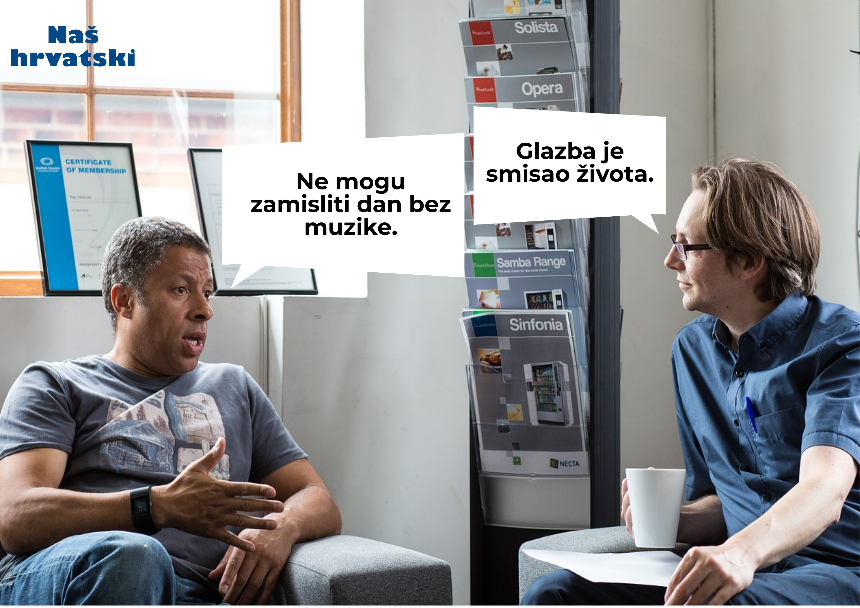 Naš
hrvatski
CERTIFICATE
OF MEMBERSHIP
Ne mogu
zamisliti dan bez
muzike.
Glazba je
smisao života.
Solista
Opera
Samba Range
Sinfonia
NECTA